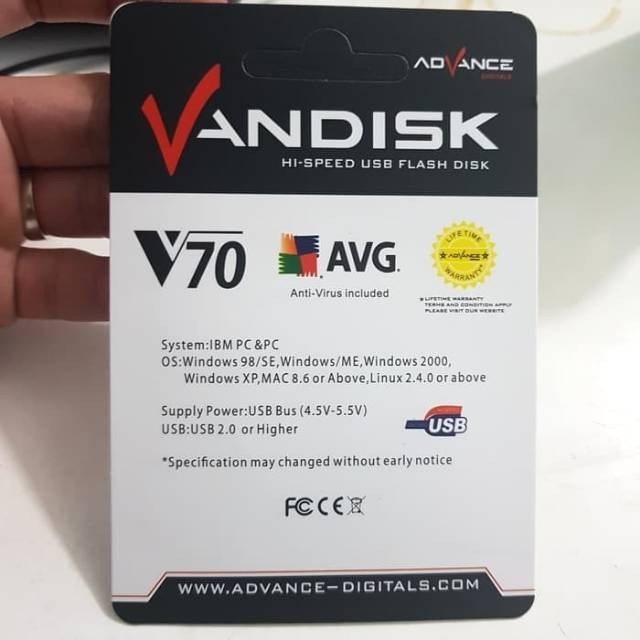 ADVANCE
DIGITALS
VANDISK
HI-SPEED USB FLASH DISK
V70
AVG.
Anti-Virus included
LIFETIME
ADVANCE
WARRANTY*
LIFETIME WARRANTY
TERMS AND CONDITION APPLY
PLEASE VISIT OUR WEBSITE
System:IBM PC &PC
OS:Windows 98/SE,Windows/ME,Windows 2000,
Windows XP,MAC 8.6 or Above,Linux 2.4.0 or above
Supply Power:USB Bus (4.5V-5.5V)
USB:USB 2.0 or Higher
USB
*Specification may changed without early notice
FC CE
WWW.ADVANCE-DIGITALS.COM